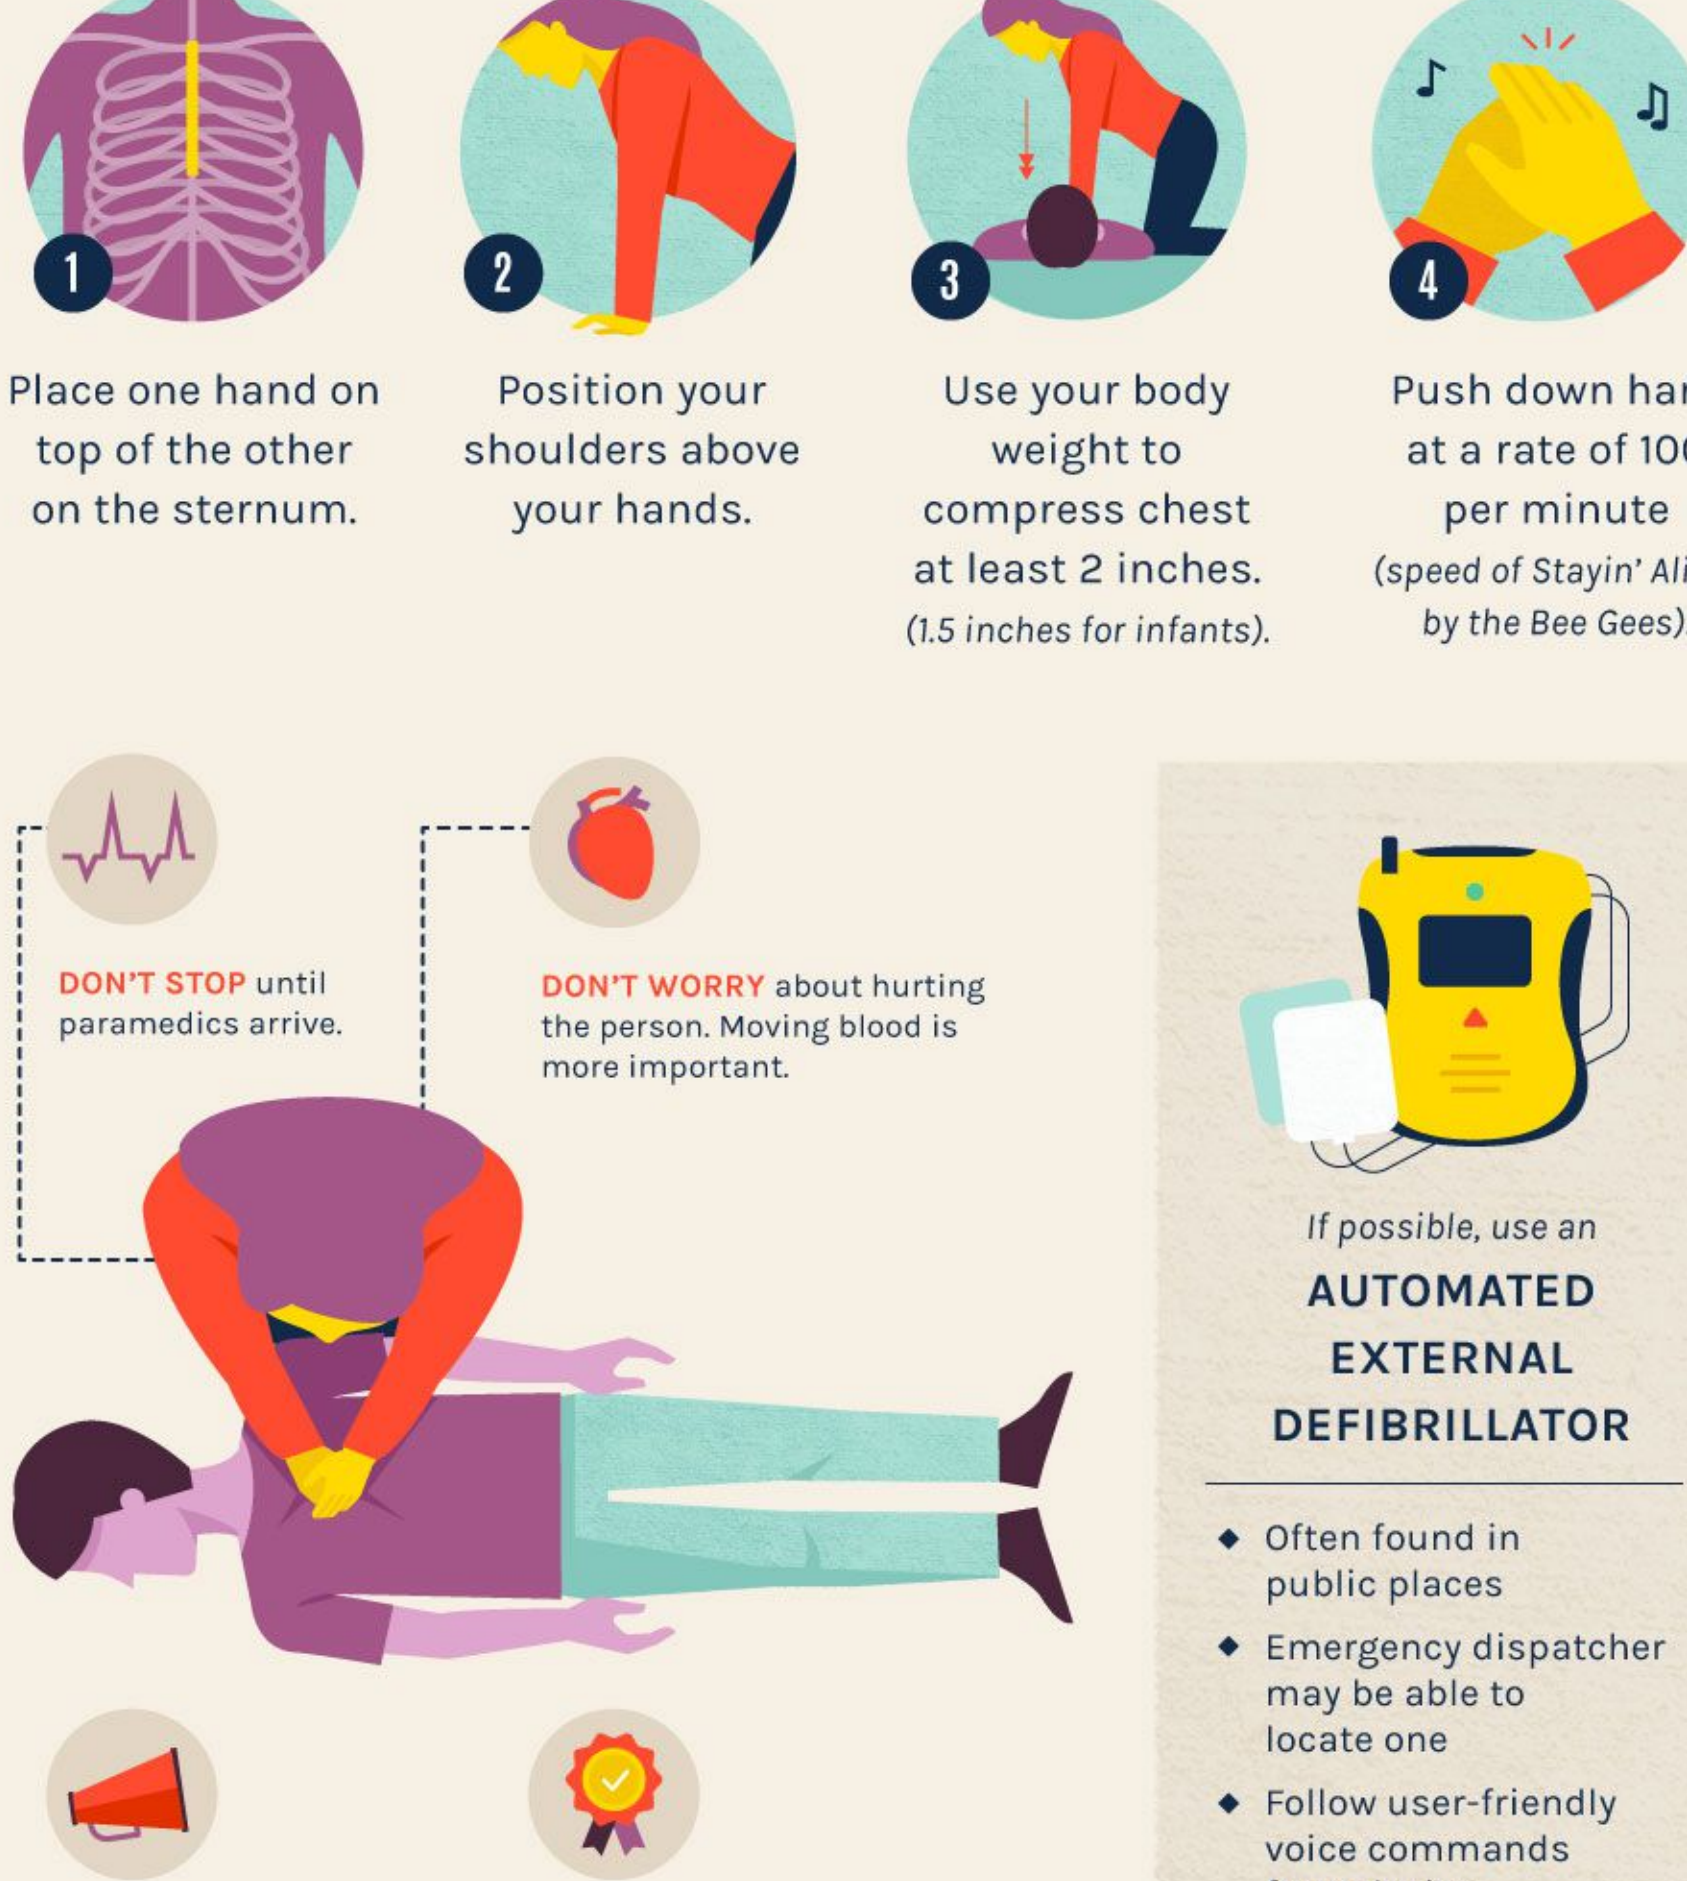 1
Place one hand on
top of the other
on the sternum.
2
Position your
shoulders above
your hands.
3
Use your body
weight to
compress chest
at least 2 inches.
(1.5 inches for infants).
4
Push down
at a rate of
per minute
(speed of Stayin'
by the Bee Gees).
DON'T STOP until
paramedics arrive.
DON'T WORRY about hurting
the person. Moving blood is
more important.
If possible, use an
AUTOMATED
EXTERNAL
DEFIBRILLATOR
◆ Often found in
public places
◆ Emergency dispatcher
may be able to
locate one
◆ Follow user-friendly
voice commands